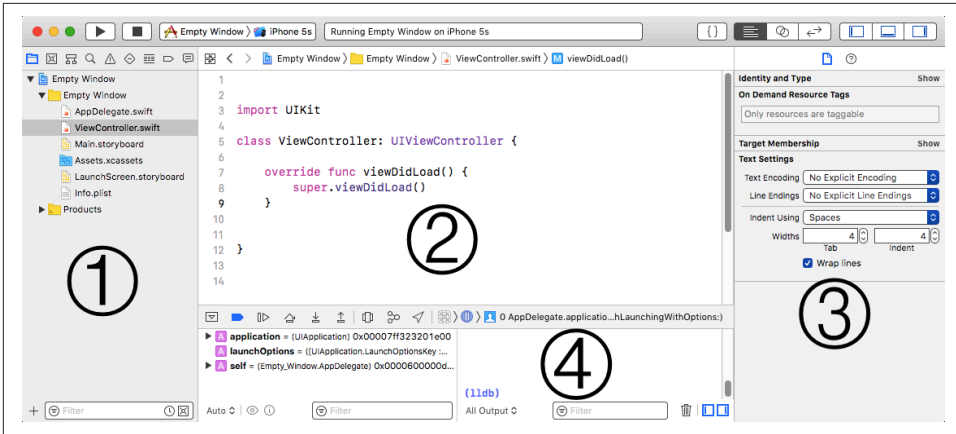 Empty Window iPhone 5s
Running Empty Window on iPhone 5s
{ }
Empty Window
Empty Window
AppDelegate.swift
ViewController.swift
Main.storyboard
Assets.xcassets
LaunchScreen.storyboard
Info.plist
Products
1
Filter
Empty Window Empty Window ViewController.swift M viewDidLoad()
1
2
3 import UIKit
4
5 class ViewController: UIViewController {
6
7 override func viewDidLoad() {
8 super.viewDidLoad()
9 }
10
11
12 }
13
14
2
0 AppDelegate.applicatio...hLaunchingWithOptions:)
A application = (UIApplication) 0x00007ff323201e00
A launchOptions = ([UIApplication.LaunchOptionsKey :...
A self = (Empty_Window.AppDelegate) 0x0000600000d...
Auto
Filter
4
(lldb)
All Output
Filter
Identity and Type Show
On Demand Resource Tags
Only resources are taggable
Target Membership Show
Text Settings
Text Encoding No Explicit Encoding
Line Endings No Explicit Line Endings
Indent Using Spaces
Widths 4 4
Tab Indent
Wrap lines
3